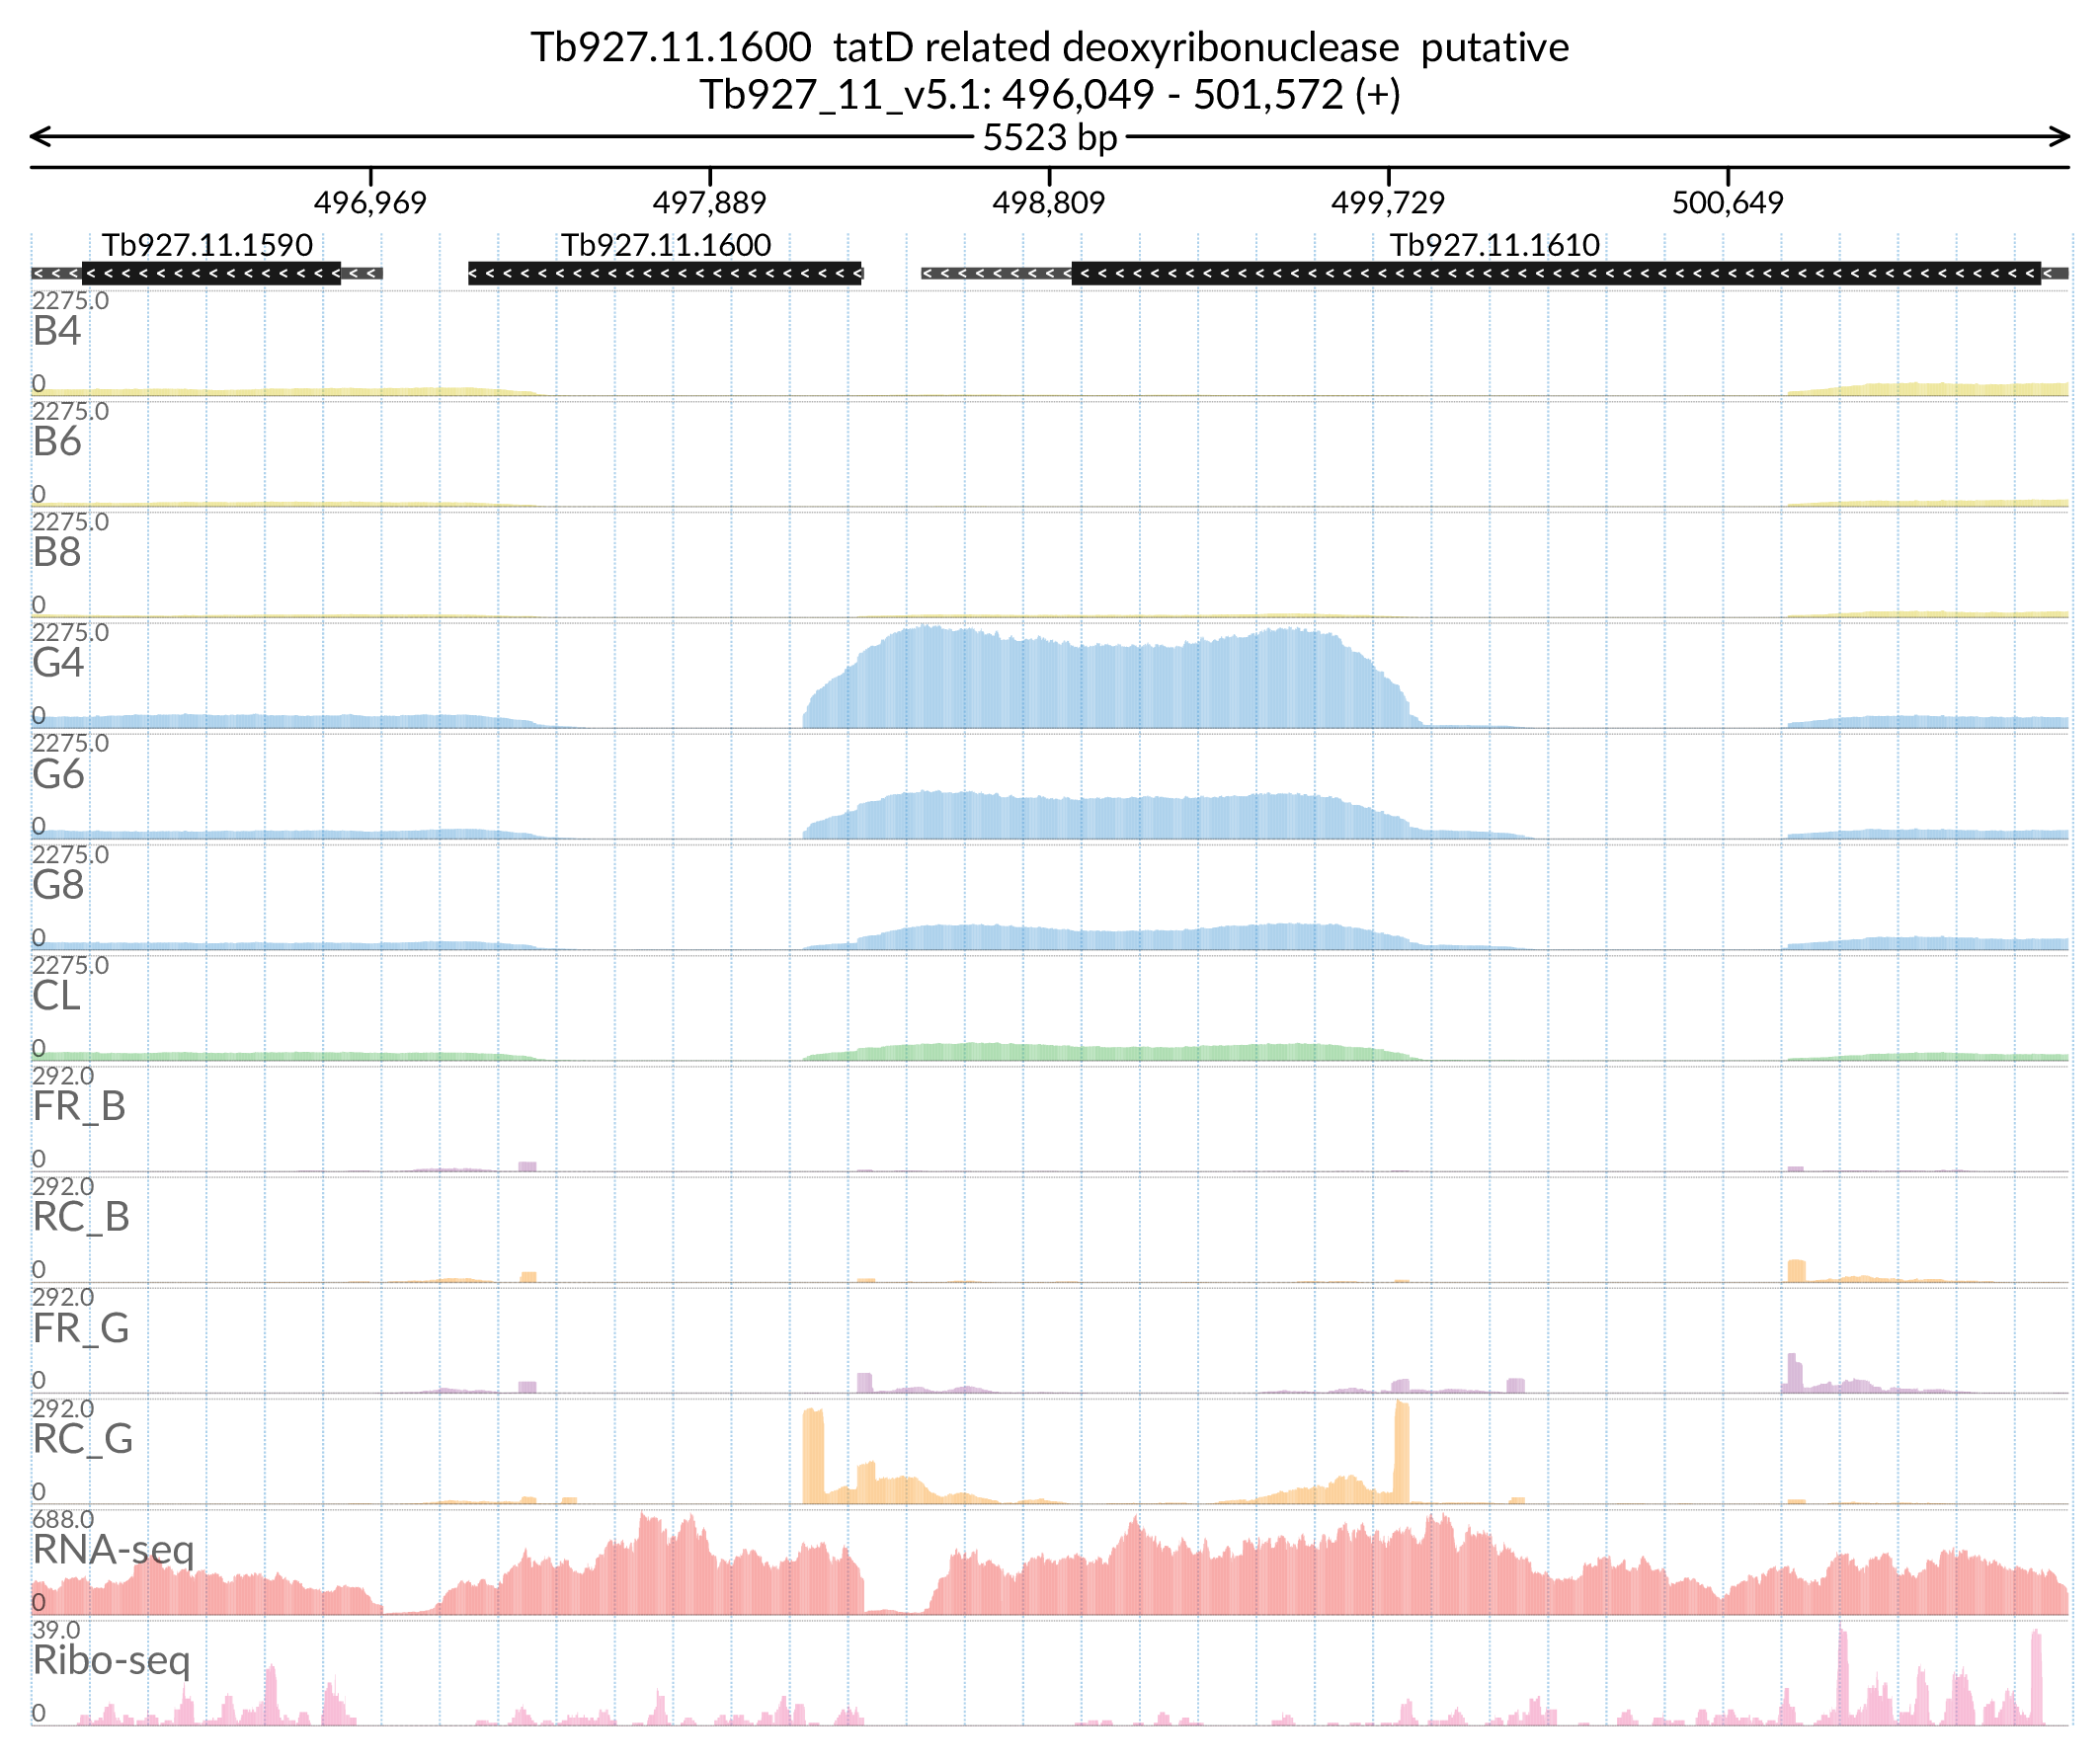 Tb927.11.1600  tatD related deoxyribonuclease  putative
Tb927_11_v5.1: 496,049 - 501,572 (+)
5523 bp
496,969 497,889 498,809 499,729 500,649
Tb927.11.1590 Tb927.11.1600 Tb927.11.1610
2275.0
B4
0
2275.0
B6
0
2275.0
B8
0
2275.0
G4
0
2275.0
G6
0
2275.0
G8
0
2275.0
CL
0
292.0
FR_B
0
292.0
RC_B
0
292.0
FR_G
0
292.0
RC_G
0
688.0
RNA-seq
0
39.0
Ribo-seq
0